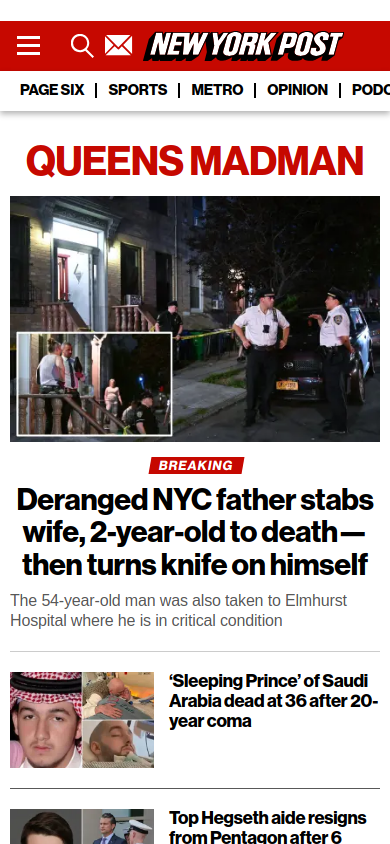 NEW YORK POST
PAGE SIX | SPORTS | METRO | OPINION | PODC
QUEENS MADMAN
BREAKING
Deranged NYC father stabs
wife, 2-year-old to death —
then turns knife on himself
The 54-year-old man was also taken to Elmhurst
Hospital where he is in critical condition
‘Sleeping Prince’ of Saudi
Arabia dead at 36 after 20-
year coma
Top Hegseth aide resigns
from Pentagon after 6